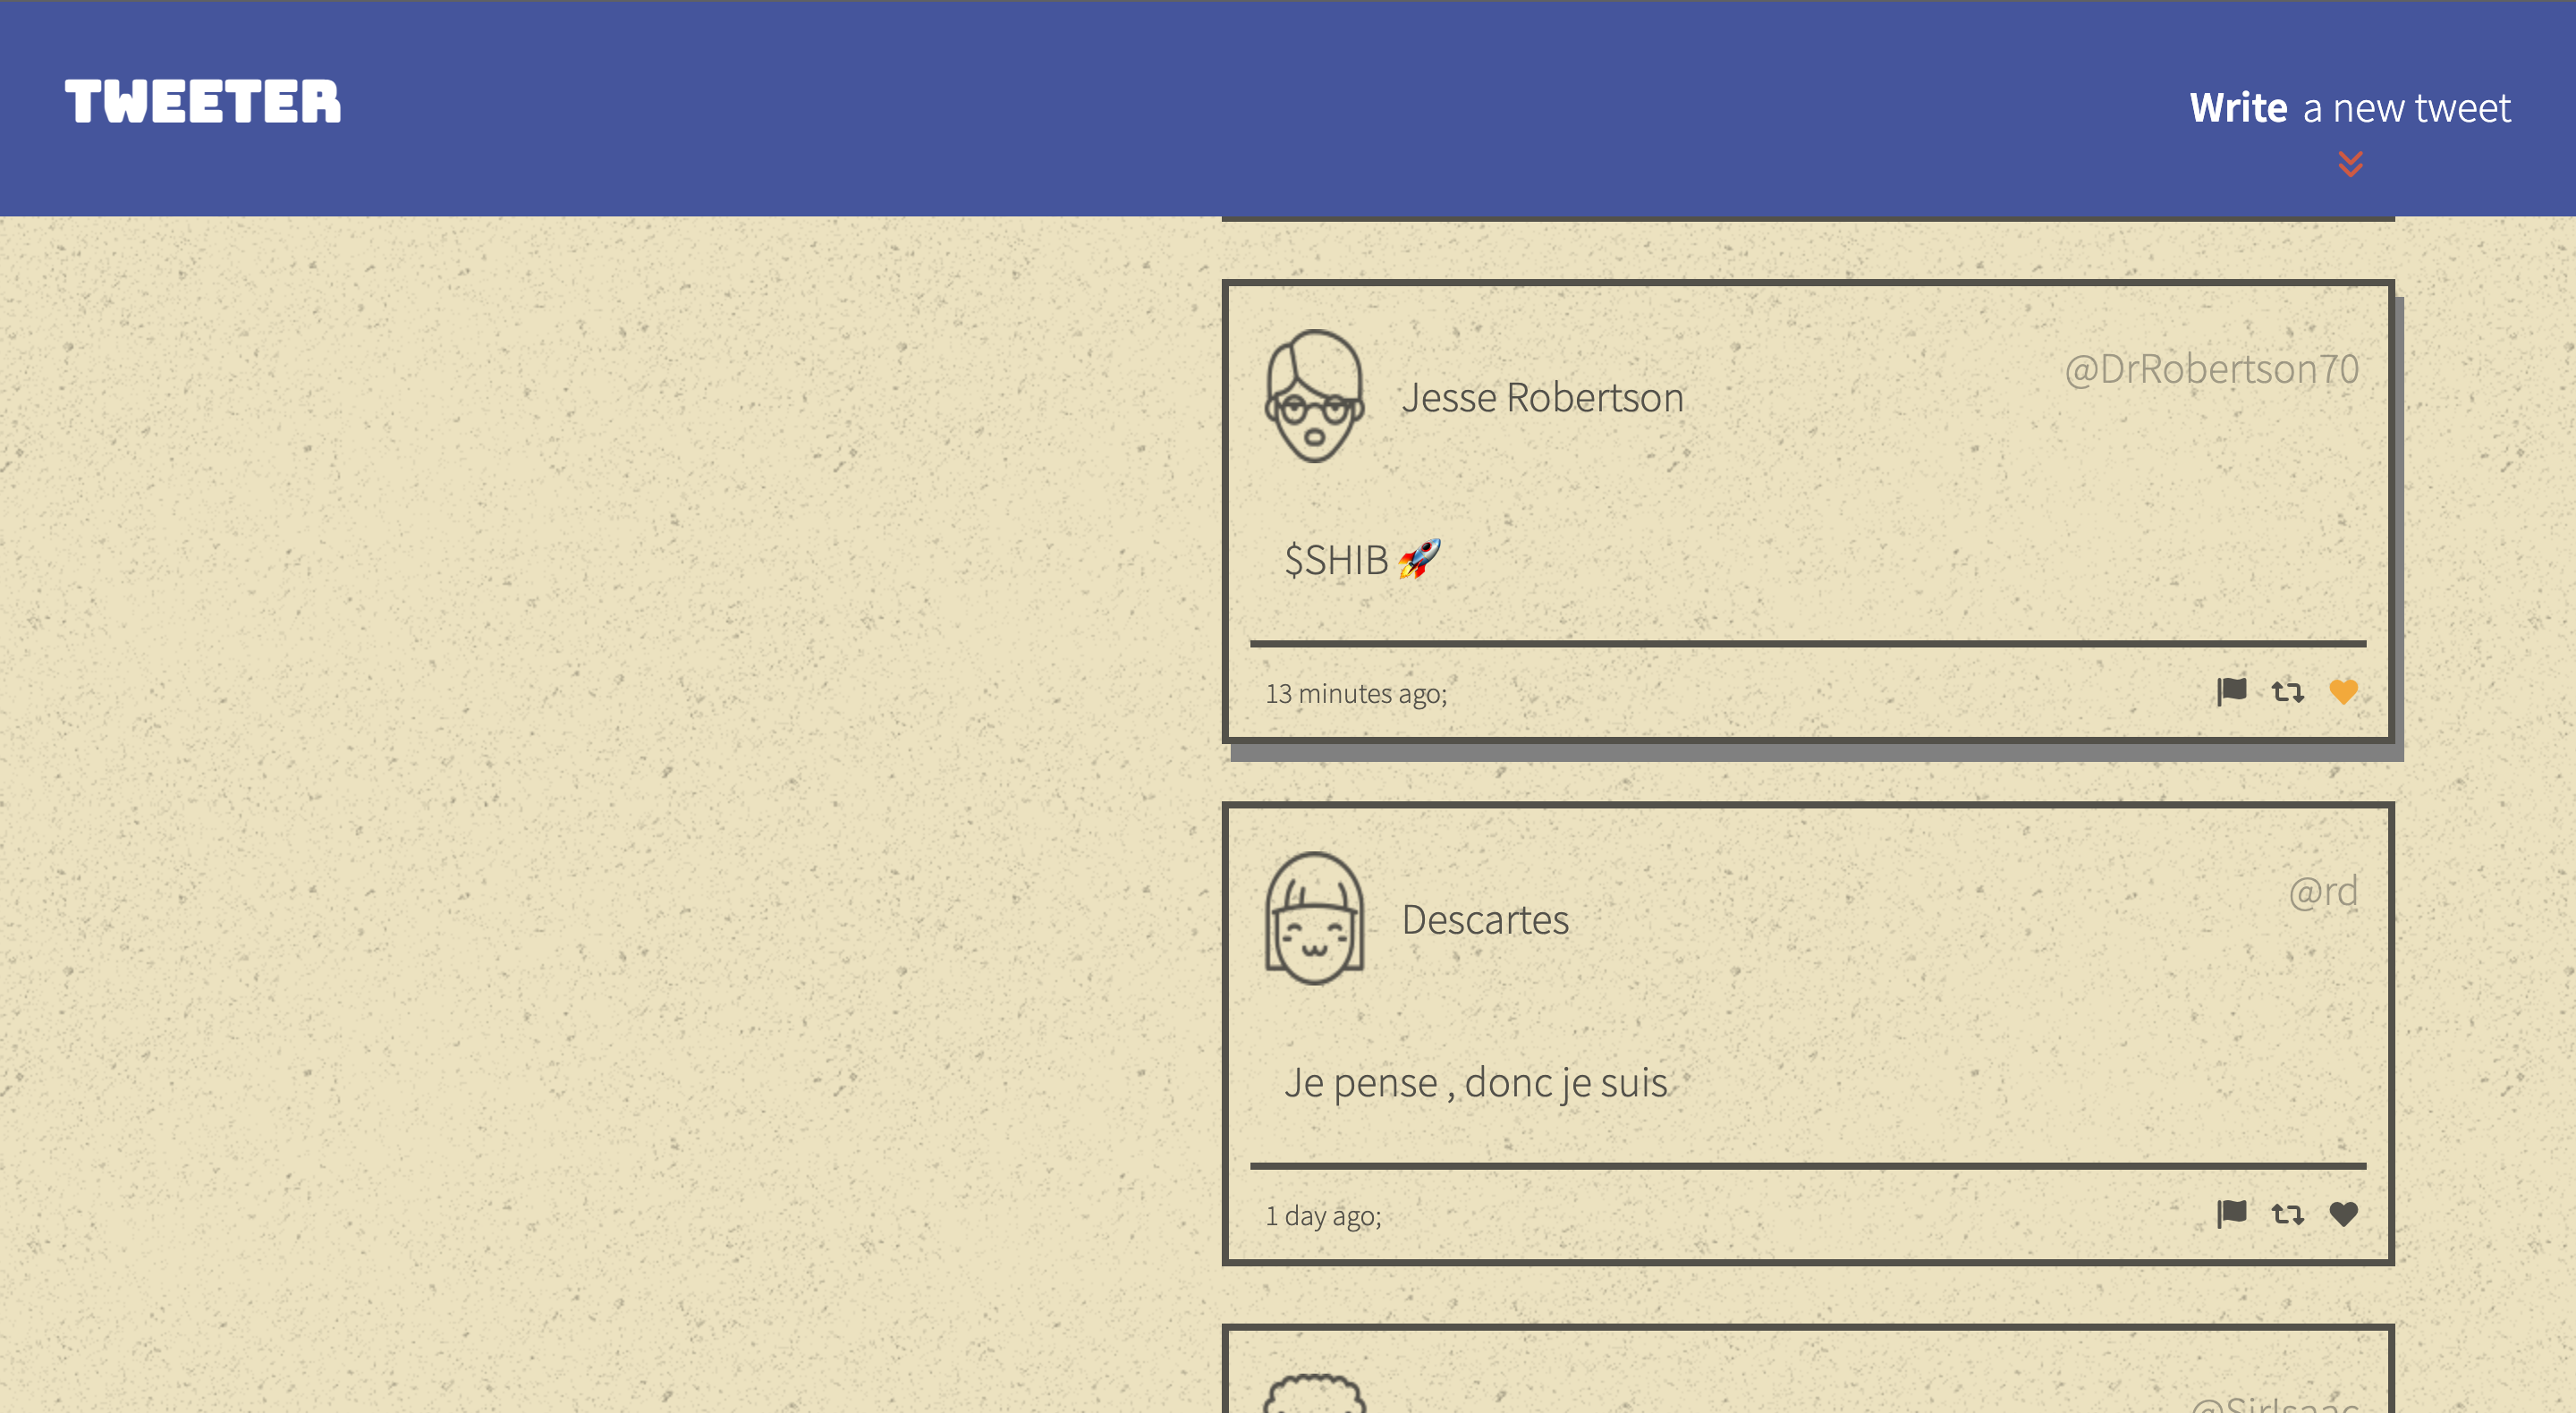 TWEETER
Write a new tweet
Jesse Robertson
@DrRobertson70
$SHIB 🚀
13 minutes ago;
Descartes
@rd
Je pense , donc je suis
1 day ago;
@SirIsaac